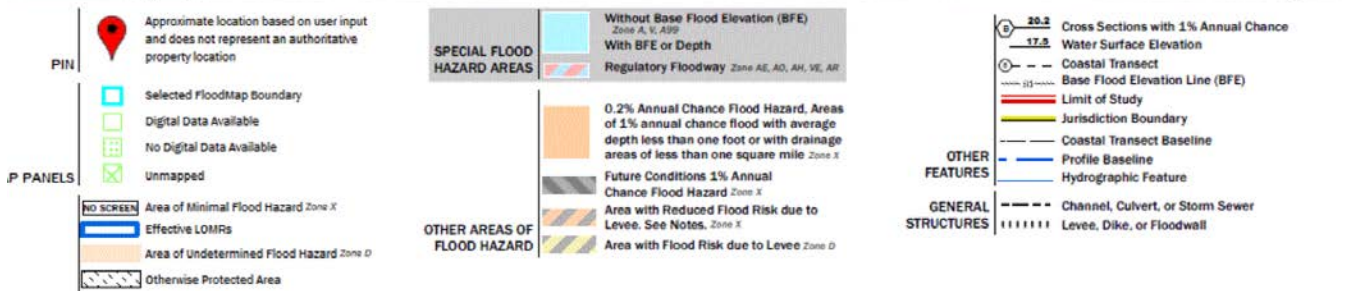 PIN
Approximate location based on user input
and does not represent an authoritative
property location
AP PANELS
Selected FloodMap Boundary
Digital Data Available
No Digital Data Available
Unmapped
NO SCREEN Area of Minimal Flood Hazard Zone X
Effective LOMRs
Area of Undetermined Flood Hazard Zone D
Otherwise Protected Area
SPECIAL FLOOD
HAZARD AREAS
Without Base Flood Elevation (BFE)
Zone A, V, A99
With BFE or Depth
Regulatory Floodway Zone AE, AO, AH, VE, AR
OTHER AREAS OF
FLOOD HAZARD
0.2% Annual Chance Flood Hazard, Areas
of 1% annual chance flood with average
depth less than one foot or with drainage
areas of less than one square mile Zone X
Future Conditions 1% Annual
Chance Flood Hazard Zone X
Area with Reduced Flood Risk due to
Levee. See Notes. Zone X
Area with Flood Risk due to Levee Zone D
OTHER
FEATURES
B 20.2 Cross Sections with 1% Annual Chance
17.5 Water Surface Elevation
8 Coastal Transect
Base Flood Elevation Line (BFE)
Limit of Study
Jurisdiction Boundary
Coastal Transect Baseline
Profile Baseline
Hydrographic Feature
GENERAL
STRUCTURES
Channel, Culvert, or Storm Sewer
Levee, Dike, or Floodwall